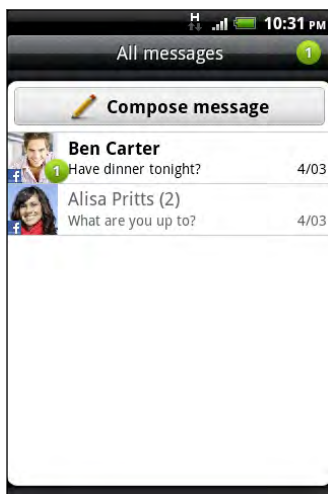 H 10:31 PM
All messages 1
Compose message
Ben Carter
1 Have dinner tonight? 4/03
f
Alisa Pritts (2)
What are you up to? 4/03
f